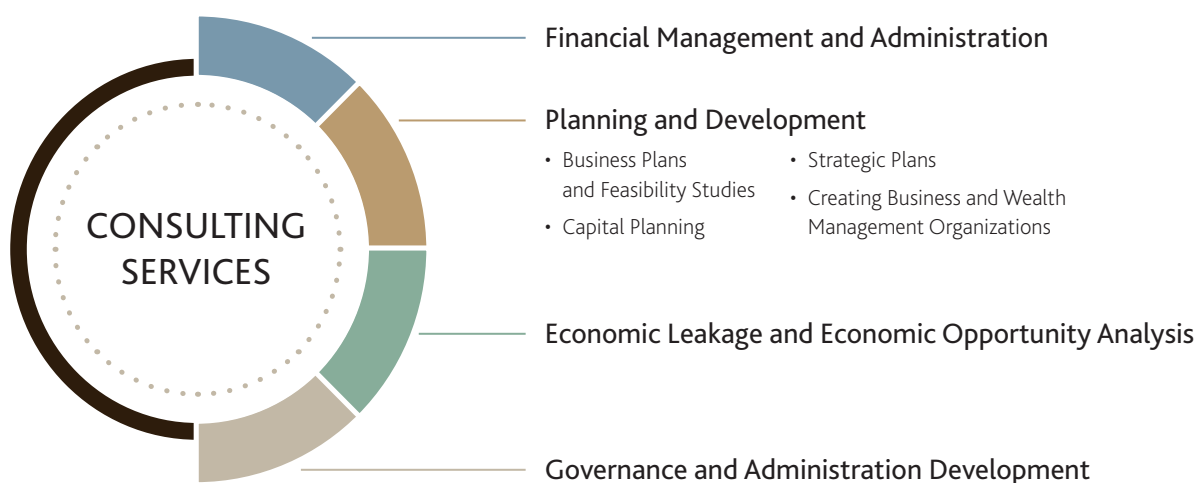 CONSULTING
SERVICES
Financial Management and Administration
Planning and Development
• Business Plans
and Feasibility Studies
• Capital Planning
• Strategic Plans
• Creating Business and Wealth
Management Organizations
Economic Leakage and Economic Opportunity Analysis
Governance and Administration Development